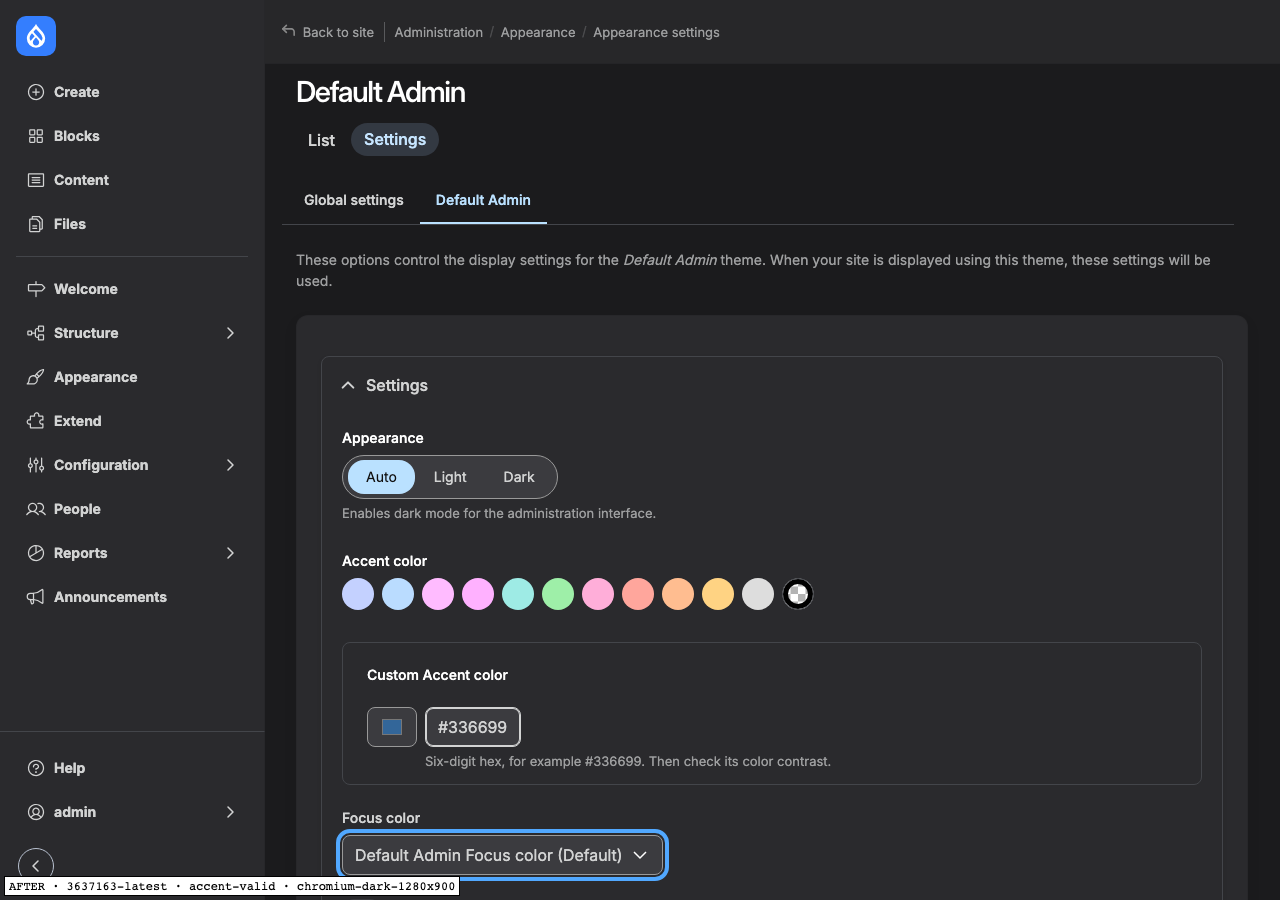 Back to site
Administration / Appearance / Appearance settings
Create
Blocks
Content
Files
Welcome
Structure
Appearance
Extend
Configuration
People
Reports
Announcements
Help
admin
Default Admin
List
Settings
Global settings
Default Admin
These options control the display settings for the Default Admin theme. When your site is displayed using this theme, these settings will be
used.
Settings
Appearance
Auto
Light
Dark
Enables dark mode for the administration interface.
Accent color
Custom Accent color
#336699
Six-digit hex, for example #336699. Then check its color contrast.
Focus color
Default Admin Focus color (Default)
AFTER · 3637163-latest · accent-valid · chromium-dark-1280x900